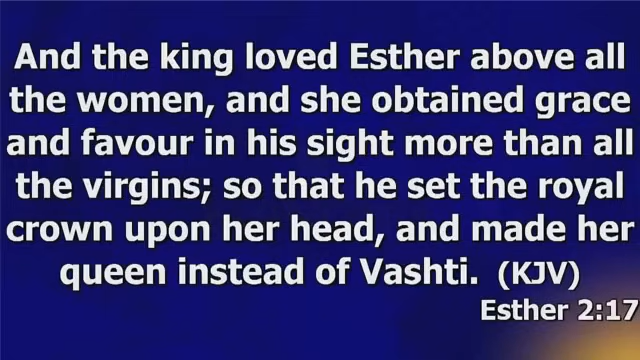 And the king loved Esther above all
the women, and she obtained grace
and favour in his sight more than all
the virgins; so that he set the royal
crown upon her head, and made her
queen instead of Vashti. (KJV)
Esther 2:17